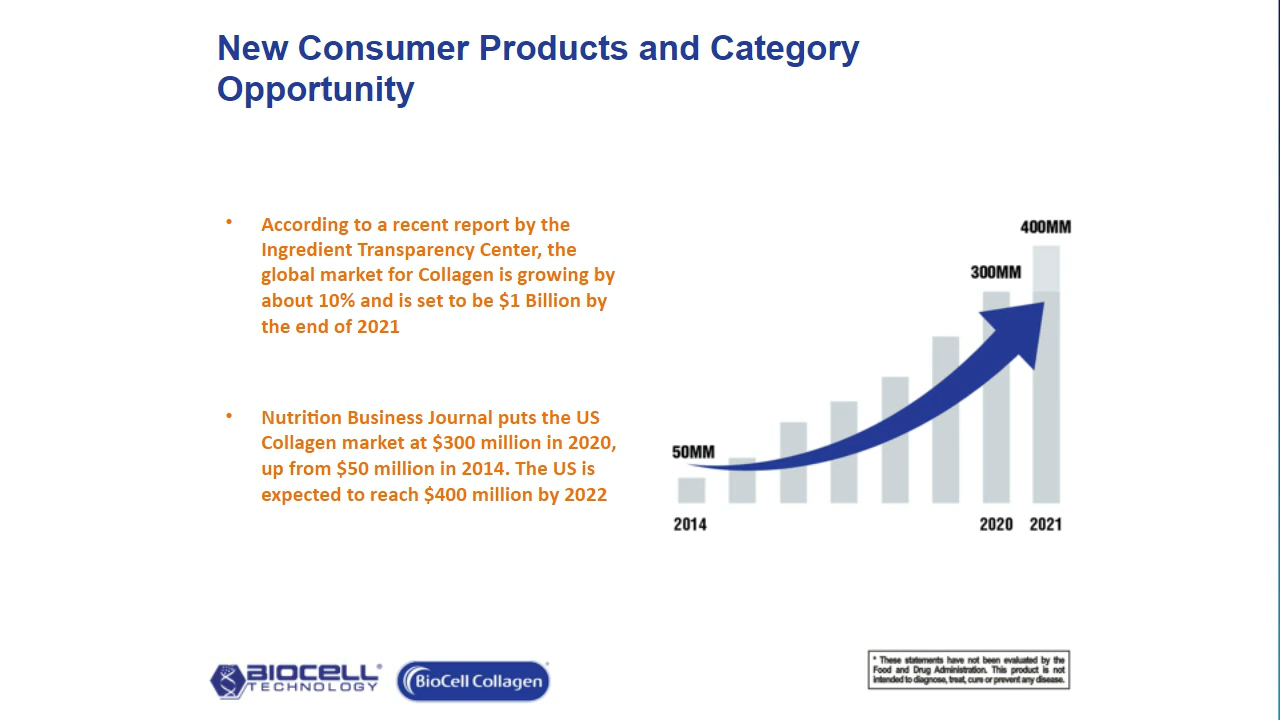 New Consumer Products and Category
Opportunity
• According to a recent report by the
Ingredient Transparency Center, the
global market for Collagen is growing by
about 10% and is set to be $1 Billion by
the end of 2021
• Nutrition Business Journal puts the US
Collagen market at $300 million in 2020,
up from $50 million in 2014. The US is
expected to reach $400 million by 2022
400MM
300MM
50MM
2014 2020 2021
BIOCELL®
TECHNOLOGY
BioCell Collagen®
* These statements have not been evaluated by the
Food and Drug Administration. This product is not
intended to diagnose, treat, cure or prevent any disease.